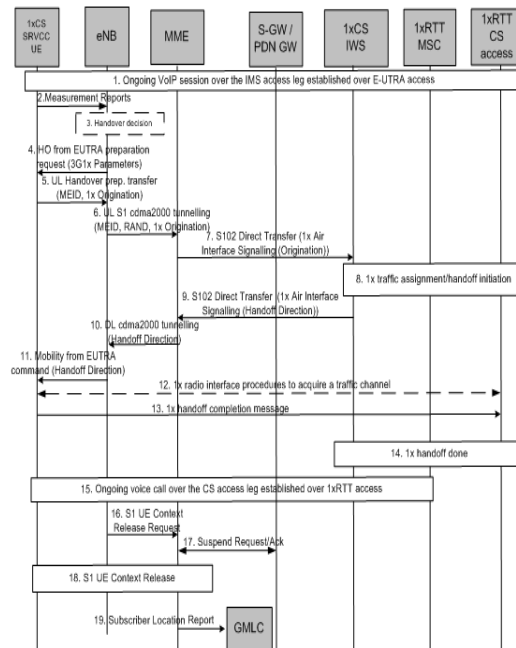 1xCS
SRVCC
UE
eNB
MME
S-GW /
PDN GW
1xCS
IWS
1xRTT
MSC
1xRTT
CS
access
1. Ongoing VoIP session over the IMS access leg established over E-UTRA access
2.Measurement Reports
3. Handover decision
4. HO from EUTRA preparation
request (3G1x Parameters)
5. UL Handover prep. transfer
(MEID, 1x Origination)
6. UL S1 cdma2000 tunnelling
(MEID, RAND, 1x Origination)
7. S102 Direct Transfer (1x Air
Interface Signalling (Origination))
8. 1x traffic assignment/handoff initiation
9. S102 Direct Transfer (1x Air Interface
Signalling (Handoff Direction))
10. DL cdma2000 tunnelling
(Handoff Direction)
11. Mobility from EUTRA
command (Handoff Direction)
12. 1x radio interface procedures to acquire a traffic channel
13. 1x handoff completion message
14. 1x handoff done
15. Ongoing voice call over the CS access leg established over 1xRTT access
16. S1 UE Context
Release Request
17. Suspend Request/Ack
18. S1 UE Context Release
19. Subscriber Location Report
GMLC